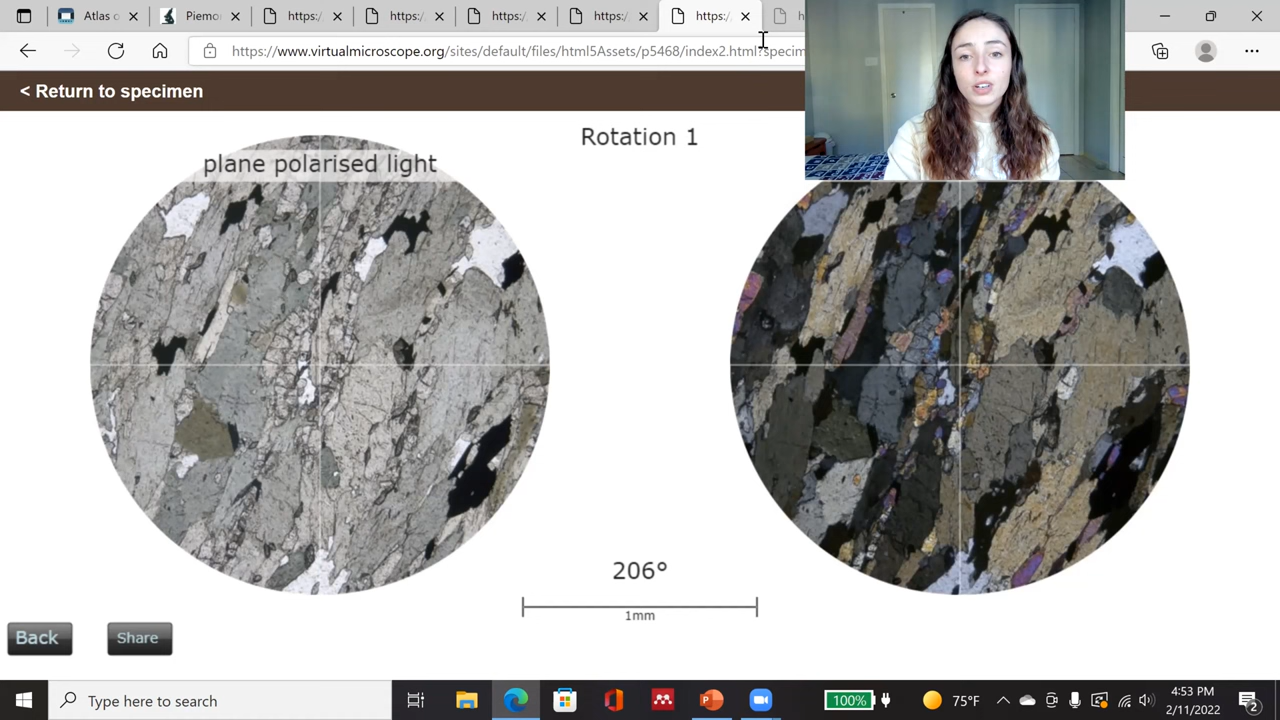 Atlas o
Piemo
https:/
https:/
https:/
https:/
https:/
h
https://www.virtualmicroscope.org/sites/default/files/html5Assets/p5468/index2.html?specim
< Return to specimen
Rotation 1
plane polarised light
206°
1mm
Back
Share
Type here to search
100%
75°F
4:53 PM
2/11/2022
2